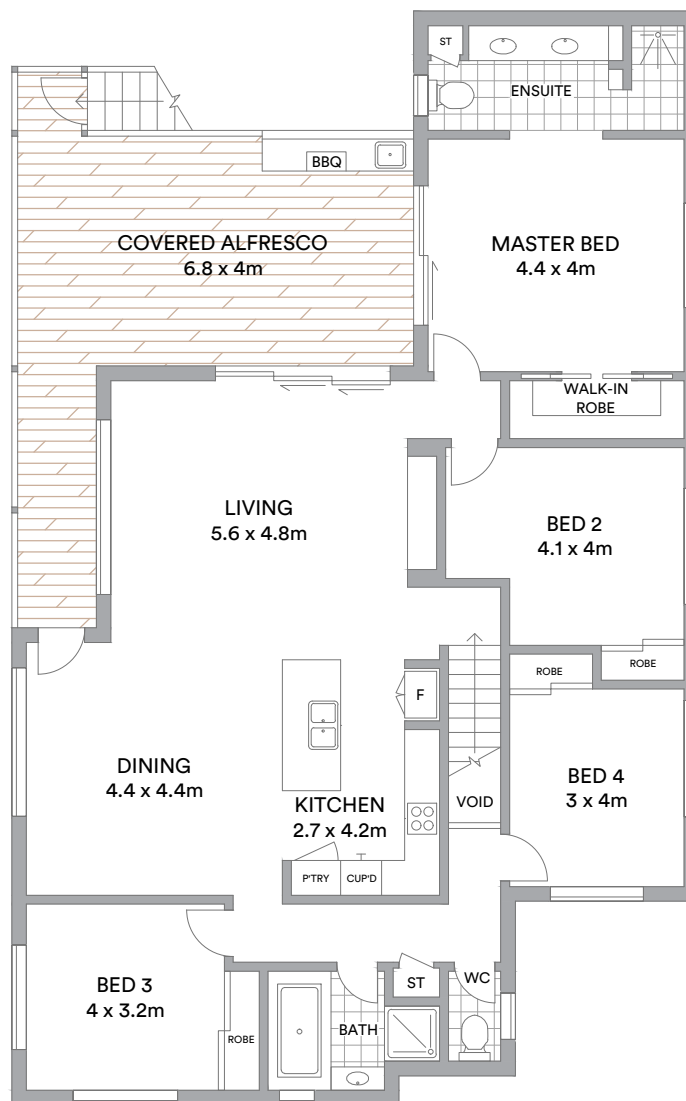 ST
ENSUITE
BBQ
COVERED ALFRESCO
6.8 x 4m
MASTER BED
4.4 x 4m
WALK-IN
ROBE
LIVING
5.6 x 4.8m
BED 2
4.1 x 4m
ROBE
ROBE
F
DINING
4.4 x 4.4m
KITCHEN
2.7 x 4.2m
VOID
BED 4
3 x 4m
P'TRY
CUP'D
BED 3
4 x 3.2m
ROBE
BATH
ST
WC